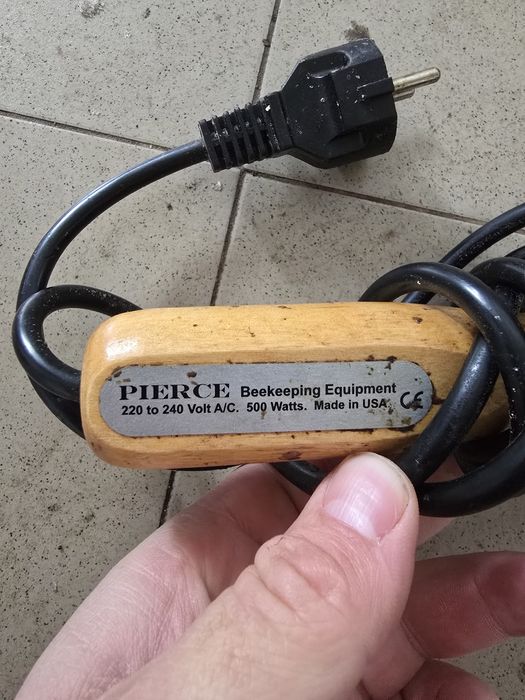 PIERCE Beekeeping Equipment
220 to 240 Volt A/C. 500 Watts. Made in USA. CE